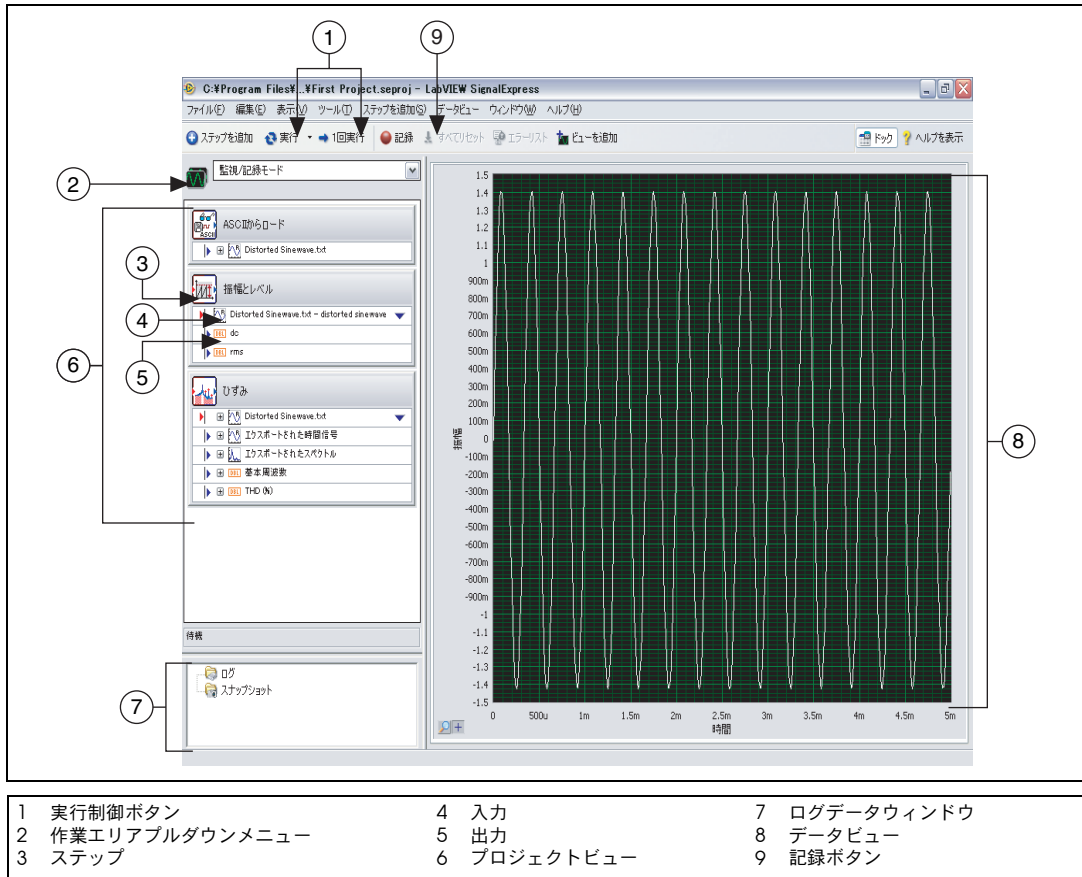 1
9
C:¥Program Files¥...¥First Project.seproj - LabVIEW SignalExpress
ファイル(F) 編集(E) 表示(V) ツール(T) ステップを追加(S) データビュー ウィンドウ(W) ヘルプ(H)
ステップを追加 実行 1回実行 記録 すべてリセット エラーリスト ビューを追加 ドック ヘルプを表示
2
監視/記録モード
6
ASCIIからロード
ASCII
Distorted Sinewave.txt
3
振幅とレベル
4
Distorted Sinewave.txt - distorted sinewave
5
DBL dc
DBL rms
ひずみ
Distorted Sinewave.txt
エクスポートされた時間信号
エクスポートされたスペクトル
DBL 基本周波数
DBL THD (%)
待機
7
ログ
スナップショット
1.5
1.4
1.3
1.2
1.1
1
900m
800m
700m
600m
500m
400m
300m
200m
100m
0
-100m
-200m
-300m
-400m
-500m
-600m
-700m
-800m
-900m
-1
-1.1
-1.2
-1.3
-1.4
-1.5
振幅
0 500u 1m 1.5m 2m 2.5m 3m 3.5m 4m 4.5m 5m
時間
8
1 実行制御ボタン
2 作業エリアプルダウンメニュー
3 ステップ
4 入力
5 出力
6 プロジェクトビュー
7 ログデータウィンドウ
8 データビュー
9 記録ボタン